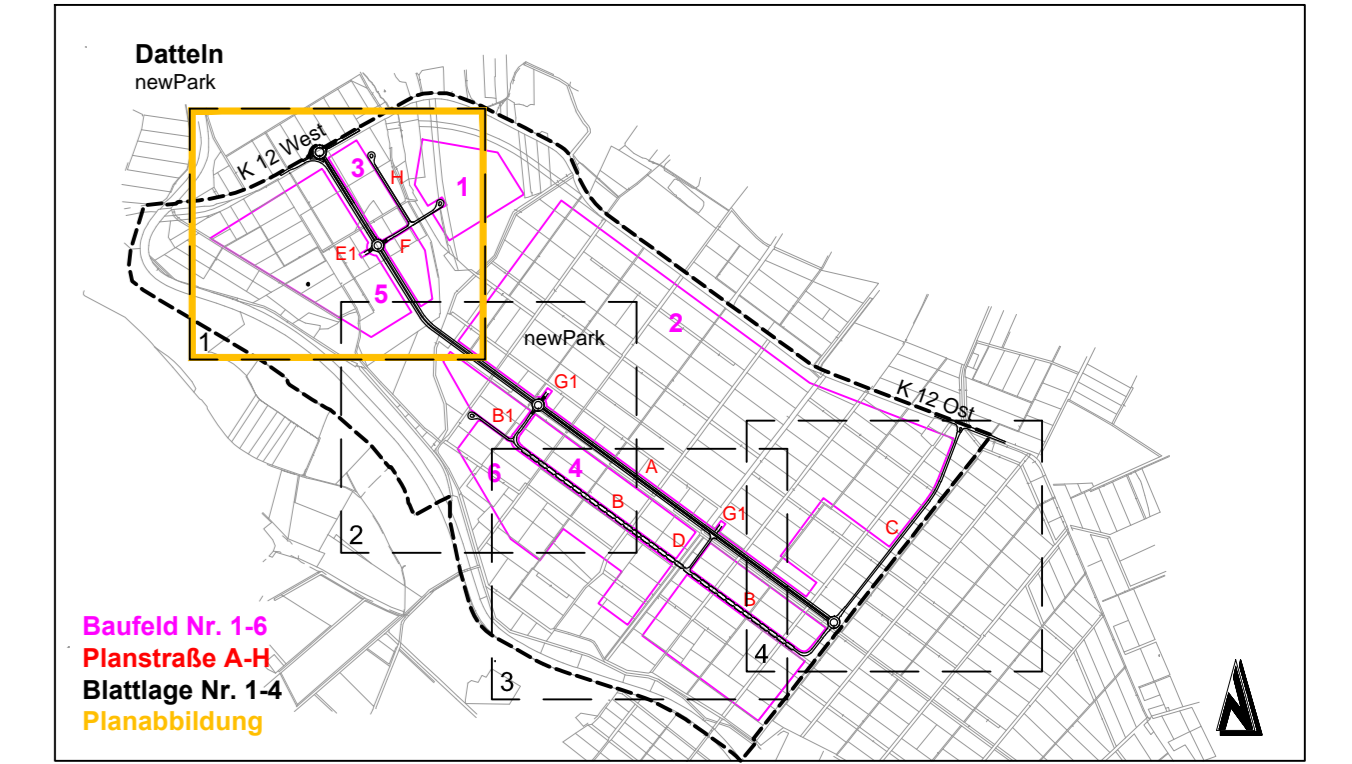 Datteln
newPark
K 12 West
3
H
1
E1
F
5
1
2
newPark
G1
K 12 Ost
B1
4
A
6
B
G1
C
D
2
B
4
3
Baufeld Nr. 1-6
Planstraße A-H
Blattlage Nr. 1-4
Planabbildung
N